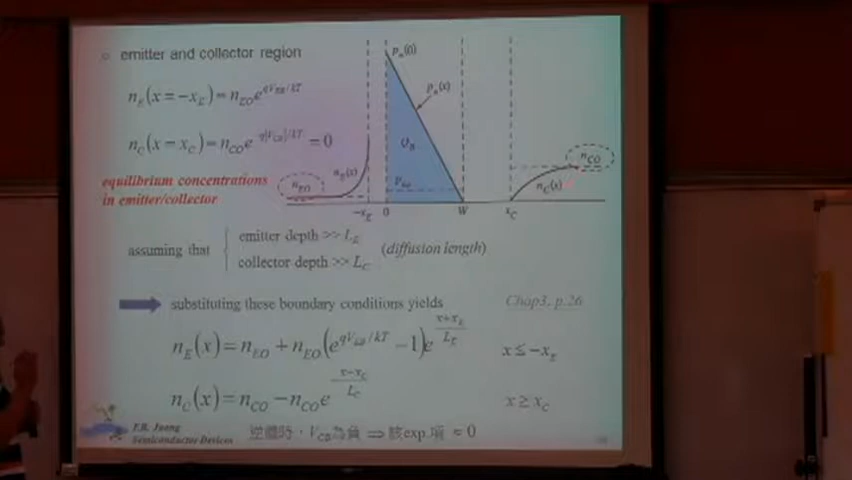 emitter and collector region
n_E(x=−x_E)=n_EO e^{qV_EB/kT}
n_C(x=x_C)=n_CO e^{-q|V_CB|/kT} = 0
equilibrium concentrations
in emitter/collector
p_n(0)
p_n(x)
Q_B
n_EO
n_E(x)
p_no
n_CO
n_C(x)
−x_E 0 W x_C
assuming that
emitter depth >> L_E
collector depth >> L_C
(diffusion length)
substituting these boundary conditions yields
Chap3, p.26
n_E(x) = n_EO + n_EO(e^{qV_EB/kT} −1)e^{\frac{x+x_E}{L_E}} x ≤ −x_E
n_C(x) = n_CO − n_CO e^{-\frac{x−x_C}{L_C}} x ≥ x_C
F.R. Juang
Semiconductor Devices
逆偏時，V_CB為負 ⇒ 該exp.項 ≈ 0